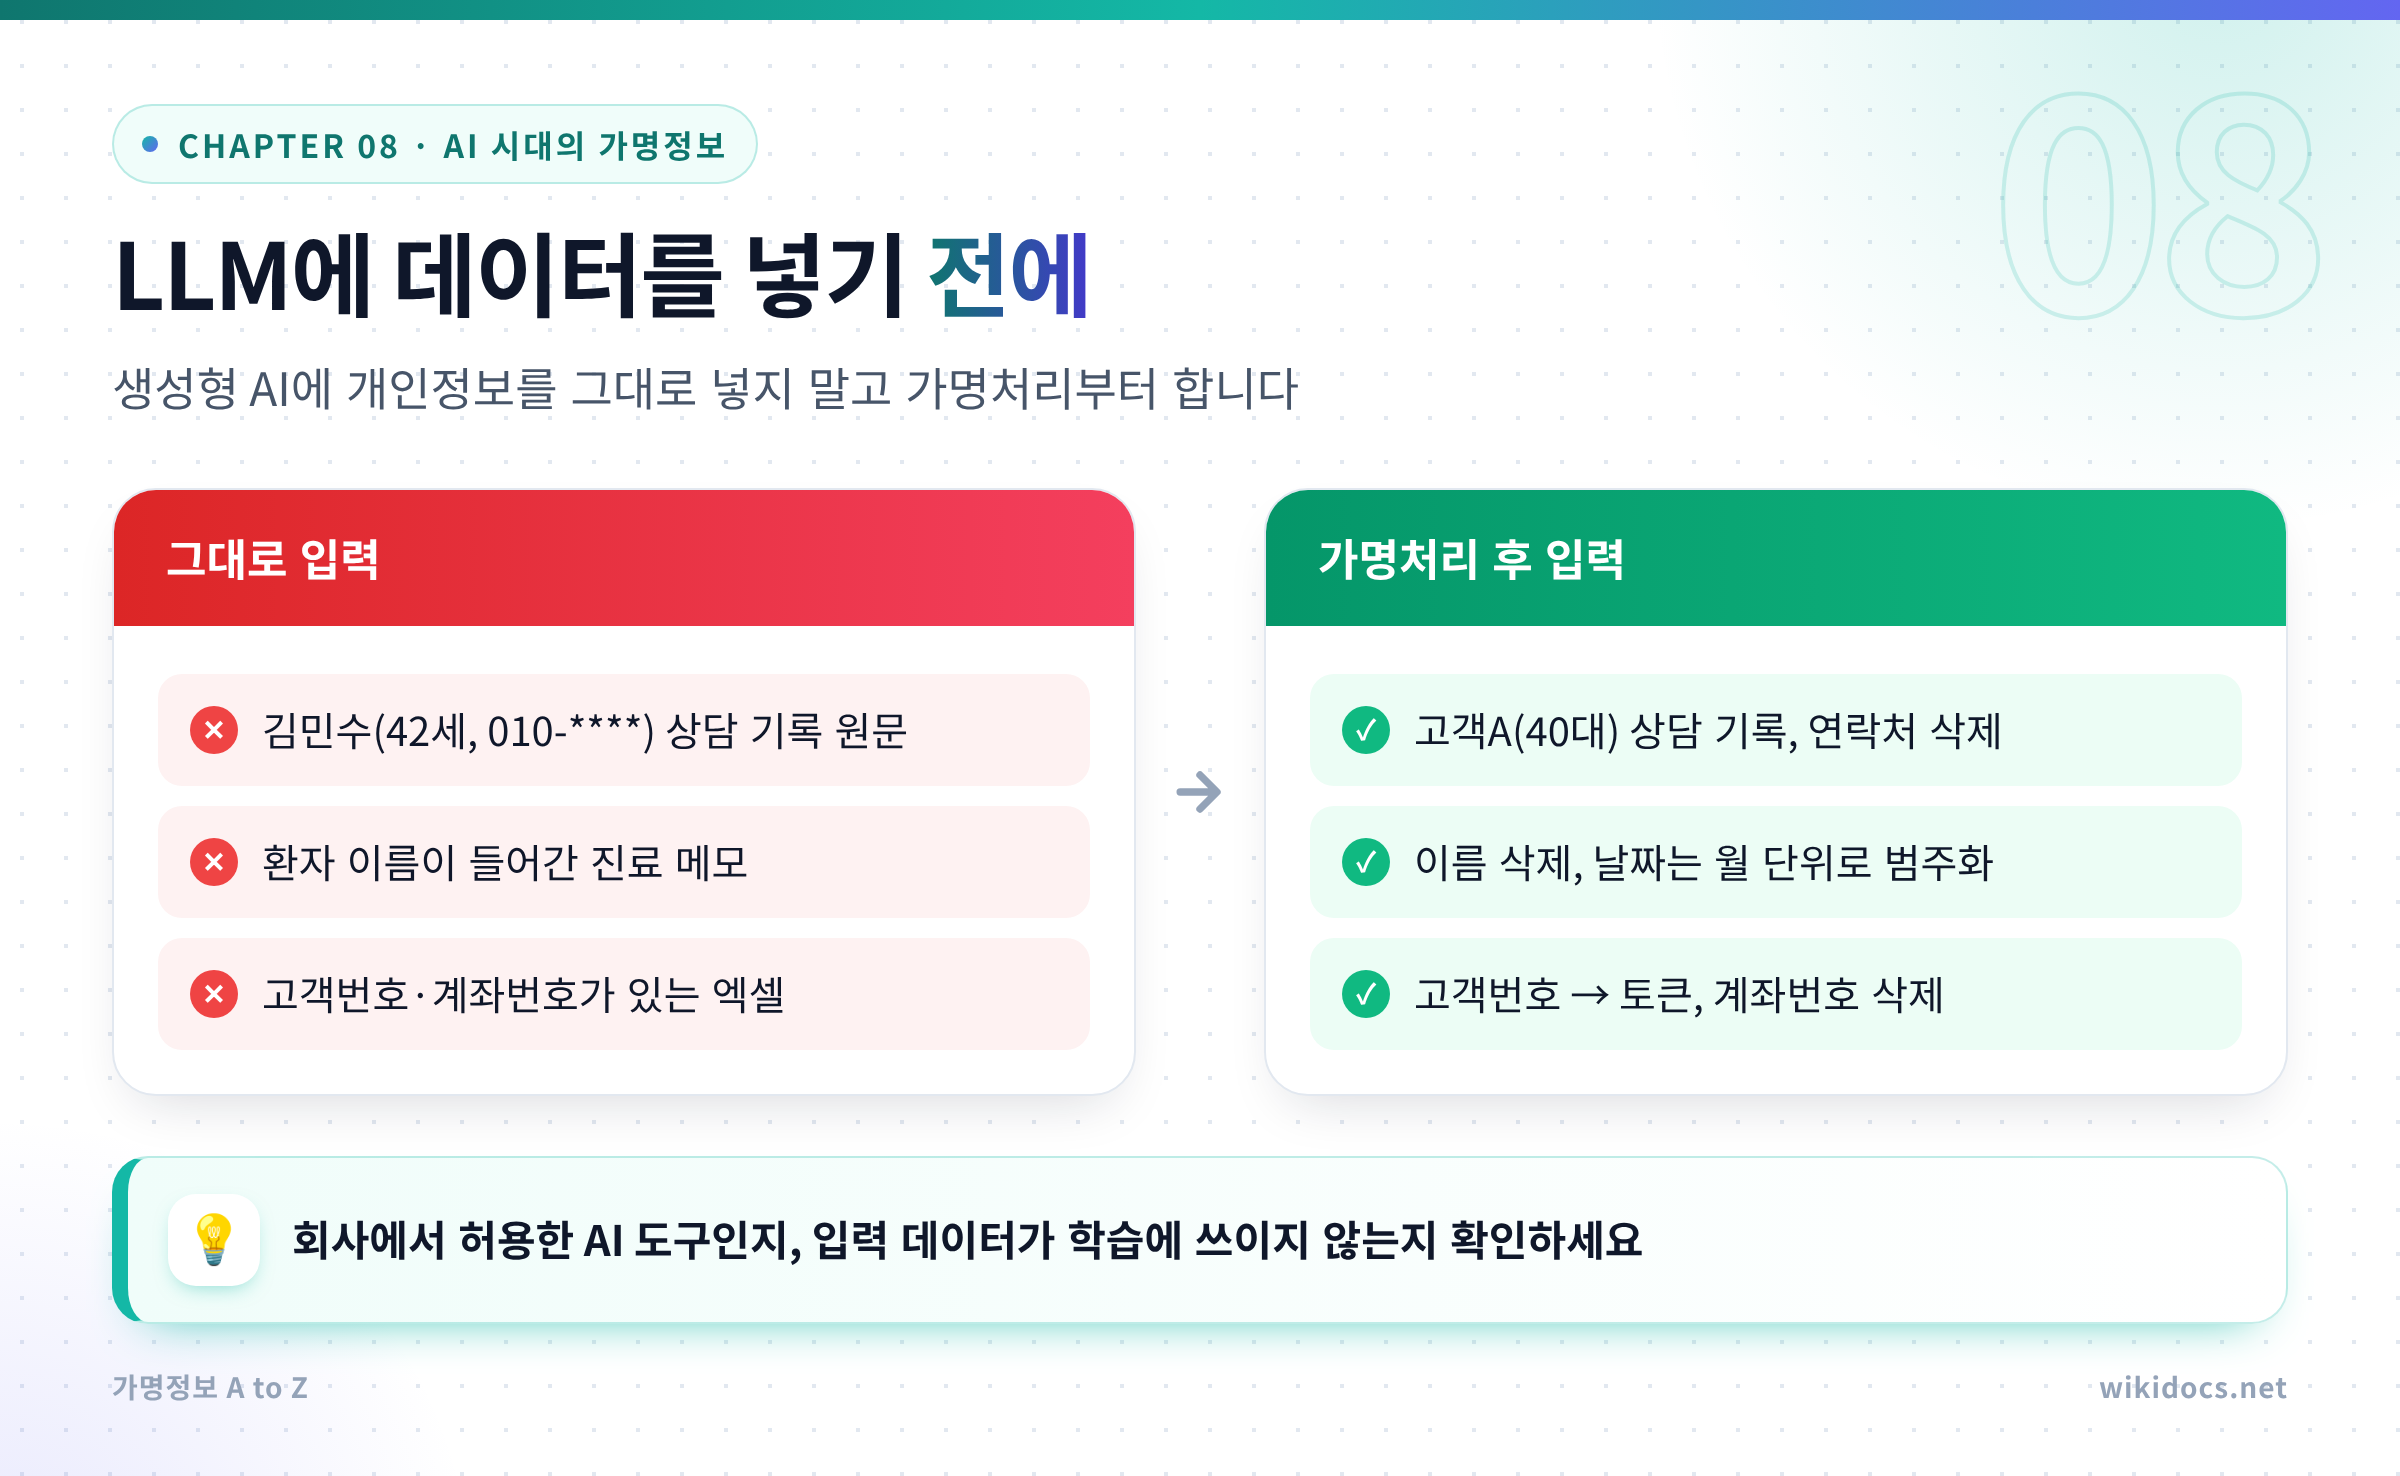 CHAPTER 08 · AI 시대의 가명정보
08
LLM에 데이터를 넣기 전에
생성형 AI에 개인정보를 그대로 넣지 말고 가명처리부터 합니다
그대로 입력
김민수(42세, 010-****) 상담 기록 원문
환자 이름이 들어간 진료 메모
고객번호·계좌번호가 있는 엑셀
→
가명처리 후 입력
고객A(40대) 상담 기록, 연락처 삭제
이름 삭제, 날짜는 월 단위로 범주화
고객번호 → 토큰, 계좌번호 삭제
회사에서 허용한 AI 도구인지, 입력 데이터가 학습에 쓰이지 않는지 확인하세요
가명정보 A to Z
wikidocs.net